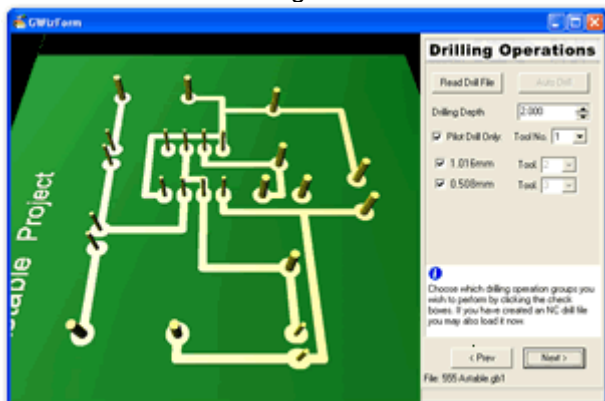 GWizForm
Drilling Operations
Read Drill File
Auto Drill
Drilling Depth
2.000
Pilot Drill Only
Tool No.
1
1.016mm
Tool
2
0.508mm
Tool
3
Astable Project
Choose which drilling operation groups you
wish to perform by clicking the check
boxes. If you have created an NC drill file
you may also load it now.
< Prev
Next >
File: 555-Astable.gb1